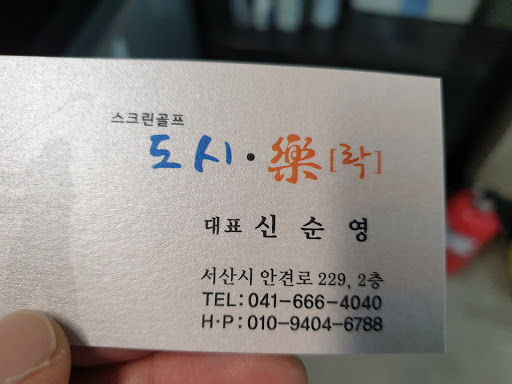 스크린골프
도시·樂[락]
대표 신 순 영
서산시 안견로 229, 2층
TEL: 041-666-4040
H·P: 010-9404-6788